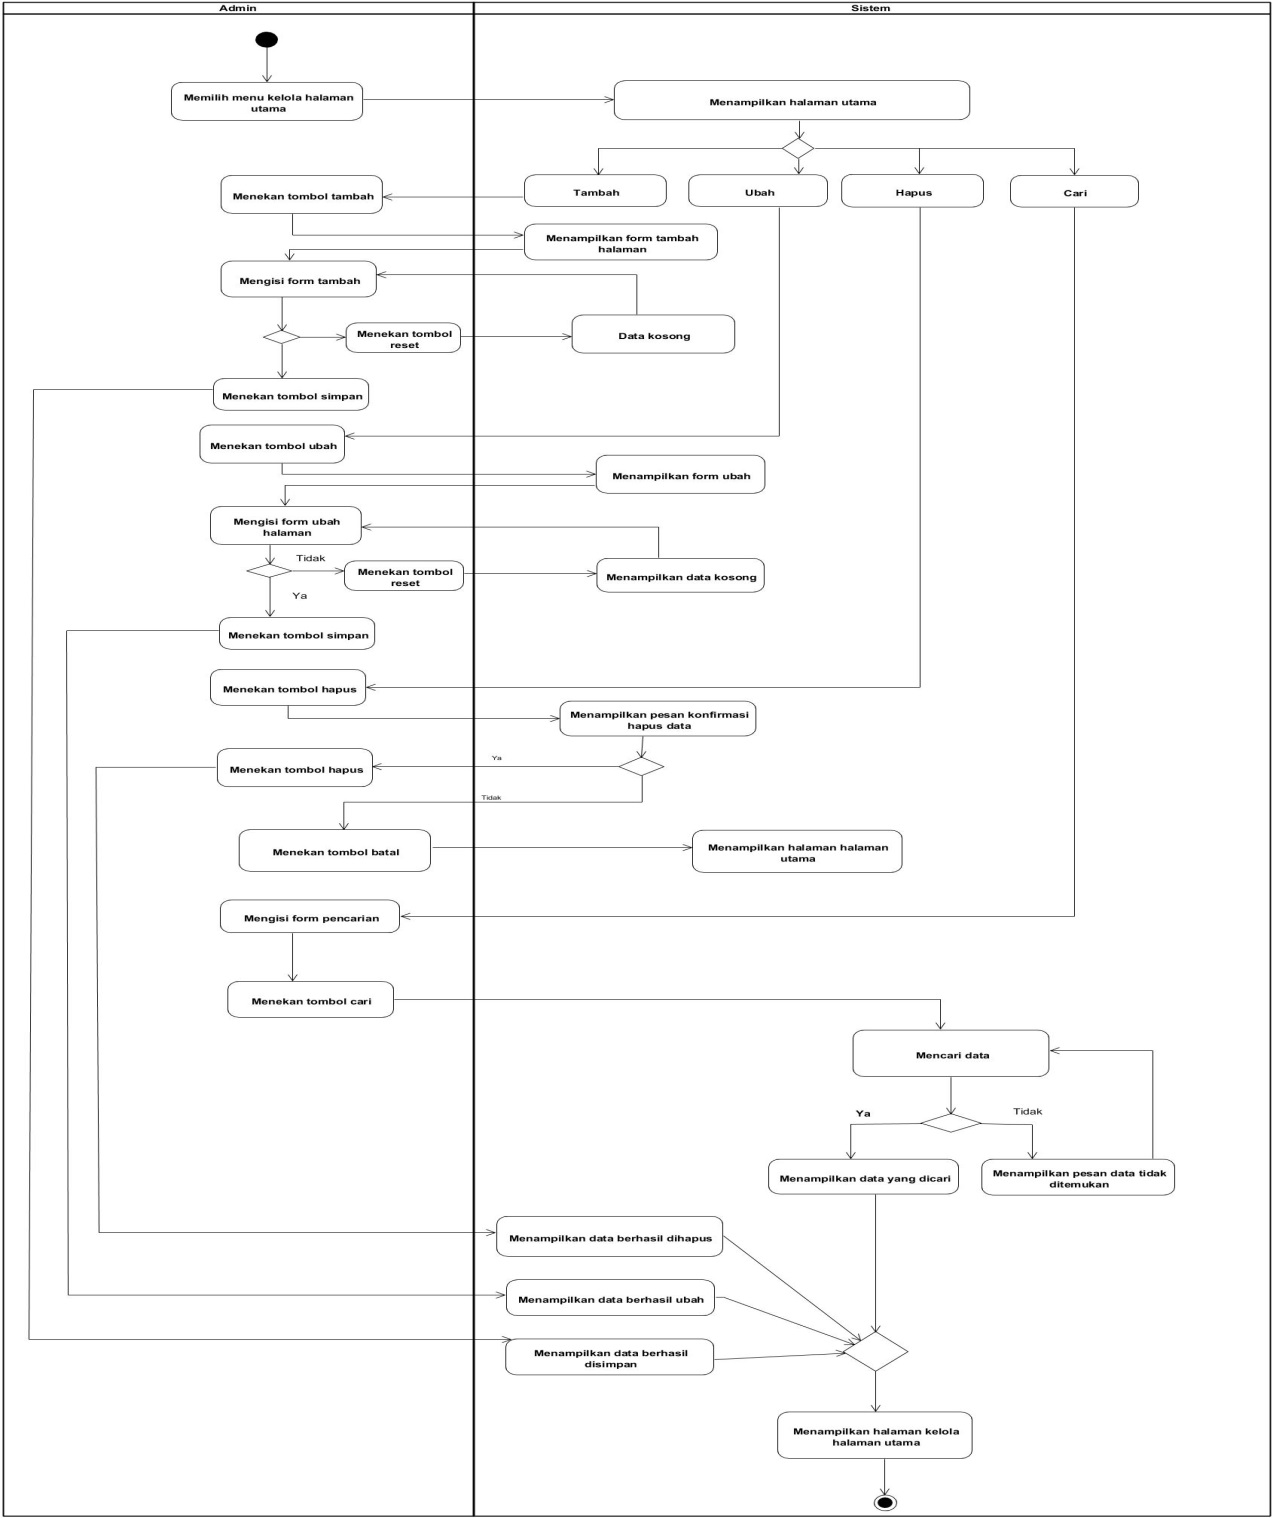 Admin
Sistem
Memilih menu kelola halaman
utama
Menampilkan halaman utama
Tambah
Ubah
Hapus
Cari
Menekan tombol tambah
Menampilkan form tambah
halaman
Mengisi form tambah
Menekan tombol
reset
Data kosong
Menekan tombol simpan
Menekan tombol ubah
Menampilkan form ubah
Mengisi form ubah
halaman
Tidak
Menekan tombol
reset
Menampilkan data kosong
Ya
Menekan tombol simpan
Menekan tombol hapus
Menampilkan pesan konfirmasi
hapus data
Ya
Menekan tombol hapus
Tidak
Menekan tombol batal
Menampilkan halaman halaman
utama
Mengisi form pencarian
Menekan tombol cari
Mencari data
Ya
Tidak
Menampilkan data yang dicari
Menampilkan pesan data tidak
ditemukan
Menampilkan data berhasil dihapus
Menampilkan data berhasil ubah
Menampilkan data berhasil
disimpan
Menampilkan halaman kelola
halaman utama